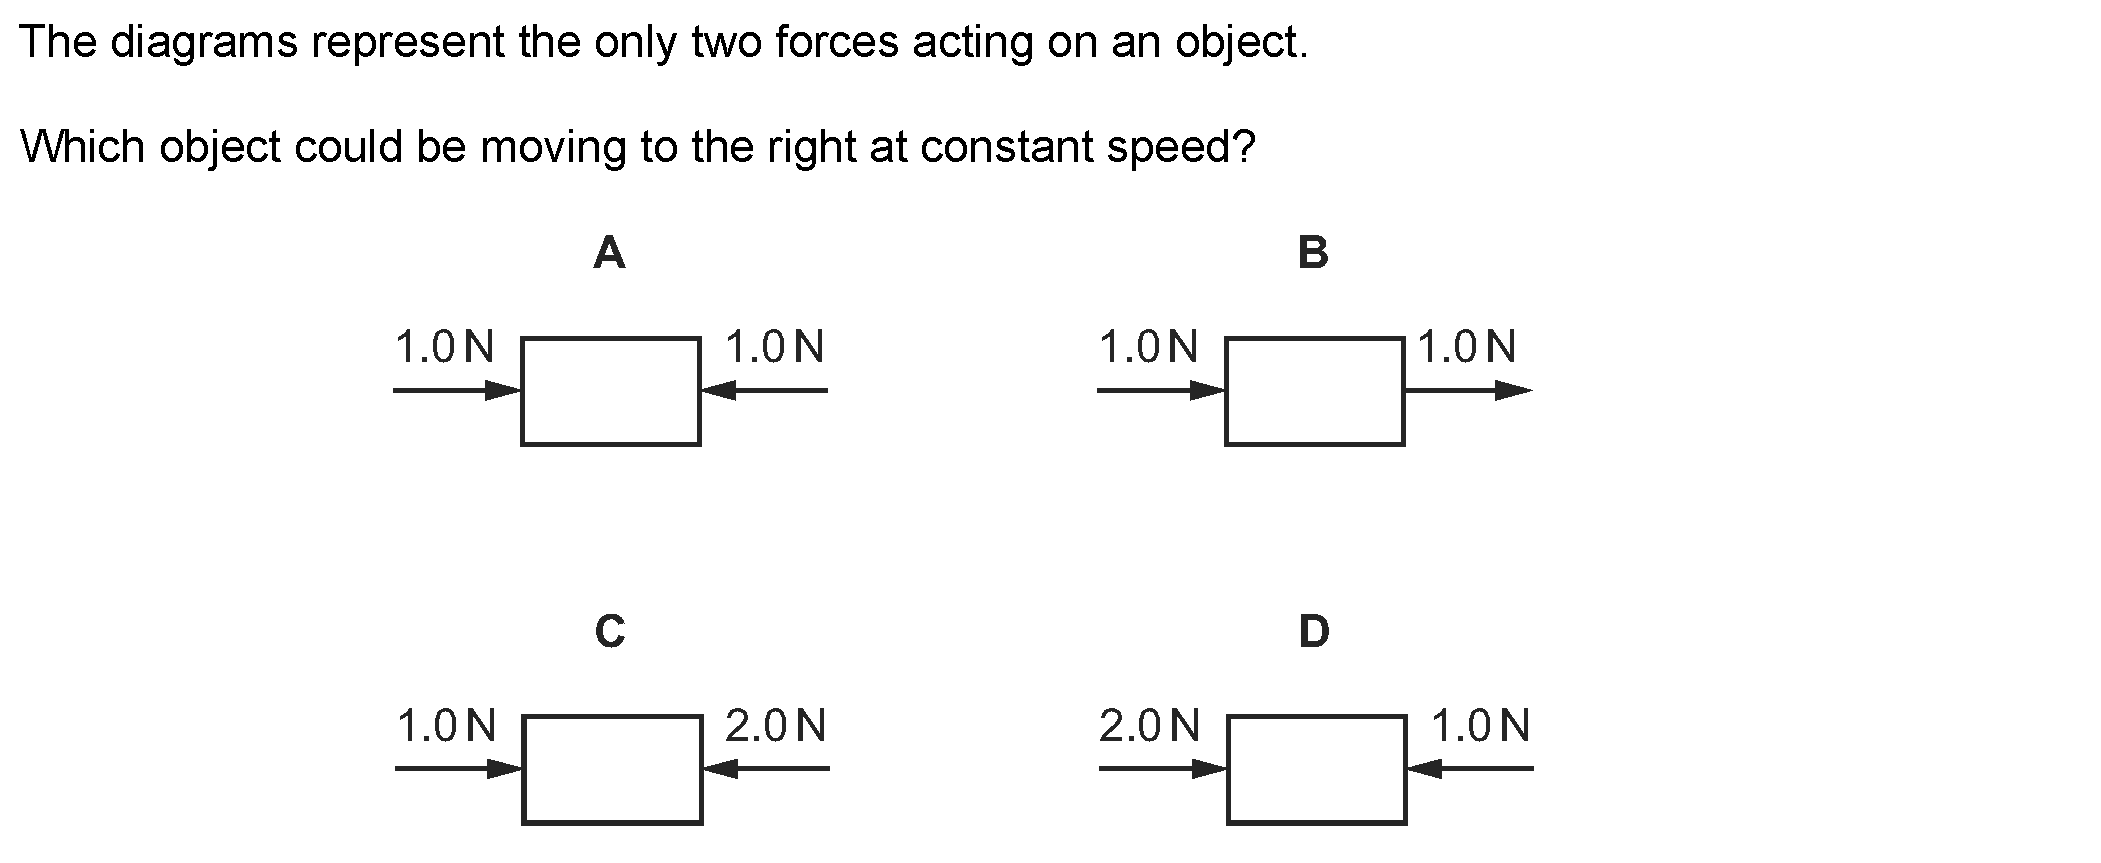 The diagrams represent the only two forces acting on an object.
Which object could be moving to the right at constant speed?
A B
1.0 N 1.0 N 1.0 N 1.0 N
C D
1.0 N 2.0 N 2.0 N 1.0 N